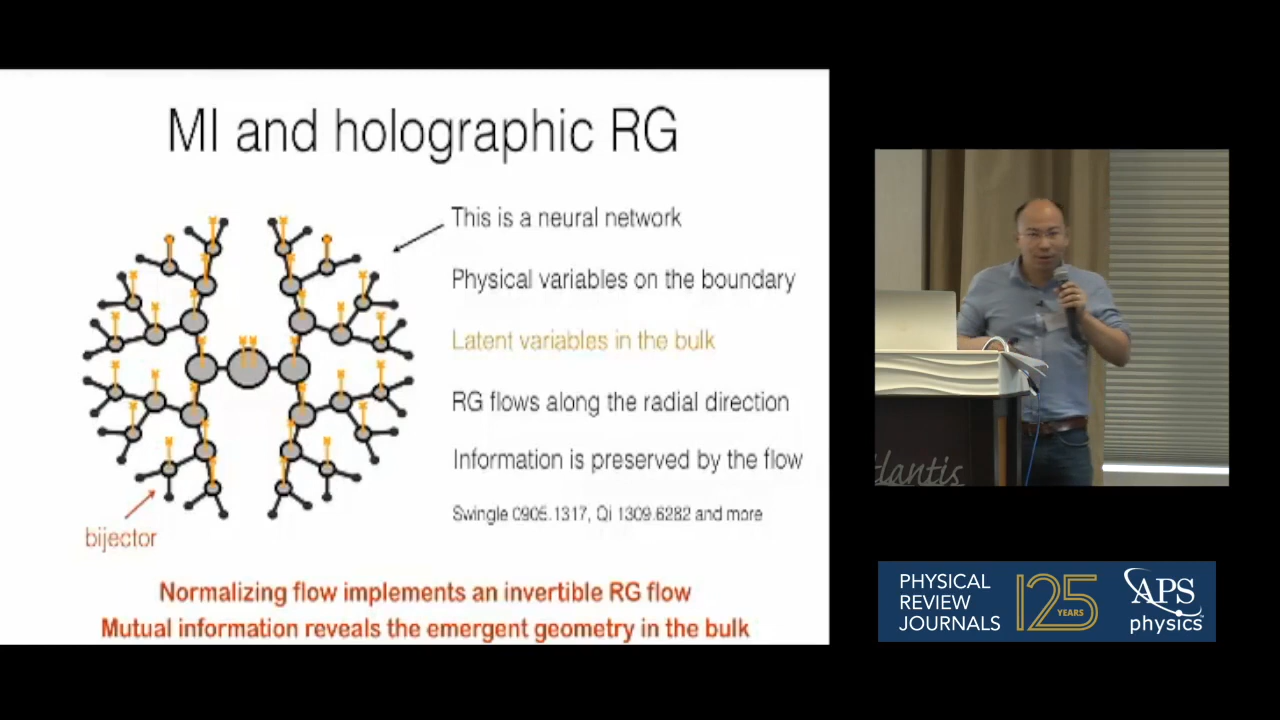 MI and holographic RG
This is a neural network
Physical variables on the boundary
Latent variables in the bulk
RG flows along the radial direction
Information is preserved by the flow
Swingle 0905.1317, Qi 1309.6282 and more
bijector
Normalizing flow implements an invertible RG flow
Mutual information reveals the emergent geometry in the bulk
tlantis
PHYSICAL
REVIEW
JOURNALS
125
YEARS
APS
physics